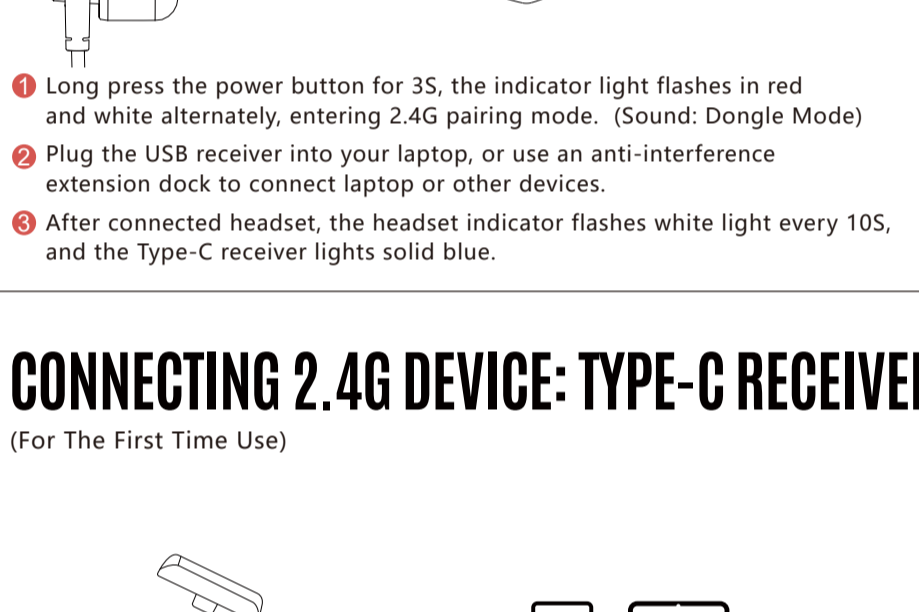 1 Long press the power button for 3S, the indicator light flashes in red
and white alternately, entering 2.4G pairing mode. (Sound: Dongle Mode)
2 Plug the USB receiver into your laptop, or use an anti-interference
extension dock to connect laptop or other devices.
3 After connected headset, the headset indicator flashes white light every 10S,
and the Type-C receiver lights solid blue.
CONNECTING 2.4G DEVICE: TYPE-C RECEIVE
(For The First Time Use)